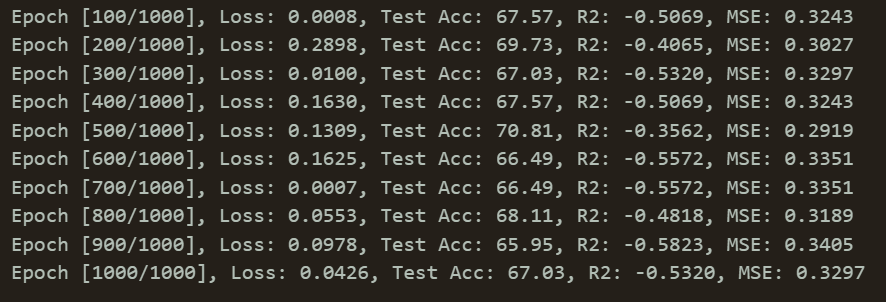 Epoch [100/1000], Loss: 0.0008, Test Acc: 67.57, R2: -0.5069, MSE: 0.3243
Epoch [200/1000], Loss: 0.2898, Test Acc: 69.73, R2: -0.4065, MSE: 0.3027
Epoch [300/1000], Loss: 0.0100, Test Acc: 67.03, R2: -0.5320, MSE: 0.3297
Epoch [400/1000], Loss: 0.1630, Test Acc: 67.57, R2: -0.5069, MSE: 0.3243
Epoch [500/1000], Loss: 0.1309, Test Acc: 70.81, R2: -0.3562, MSE: 0.2919
Epoch [600/1000], Loss: 0.1625, Test Acc: 66.49, R2: -0.5572, MSE: 0.3351
Epoch [700/1000], Loss: 0.0007, Test Acc: 66.49, R2: -0.5572, MSE: 0.3351
Epoch [800/1000], Loss: 0.0553, Test Acc: 68.11, R2: -0.4818, MSE: 0.3189
Epoch [900/1000], Loss: 0.0978, Test Acc: 65.95, R2: -0.5823, MSE: 0.3405
Epoch [1000/1000], Loss: 0.0426, Test Acc: 67.03, R2: -0.5320, MSE: 0.3297